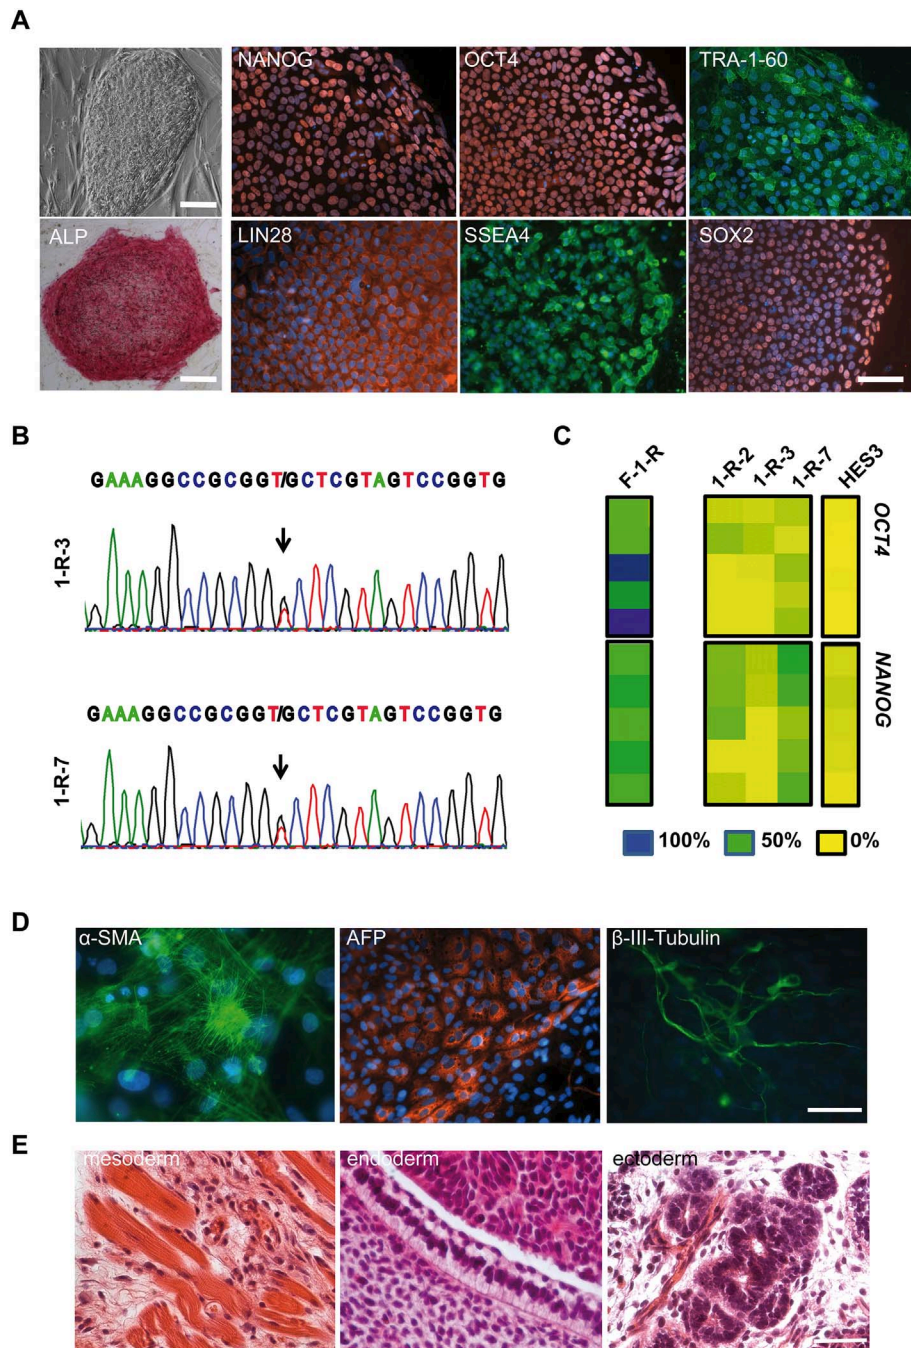 A
NANOG
OCT4
TRA-1-60
ALP
LIN28
SSEA4
SOX2
B
GAAAGGCCGCGGT/GCTCGTAGTCCGGTG
1-R-3
GAAAGGCCGCGGT/GCTCGTAGTCCGGTG
1-R-7
C
F-1-R
1-R-2
1-R-3
1-R-7
HES3
OCT4
NANOG
100%
50%
0%
D
α-SMA
AFP
β-III-Tubulin
E
mesoderm
endoderm
ectoderm